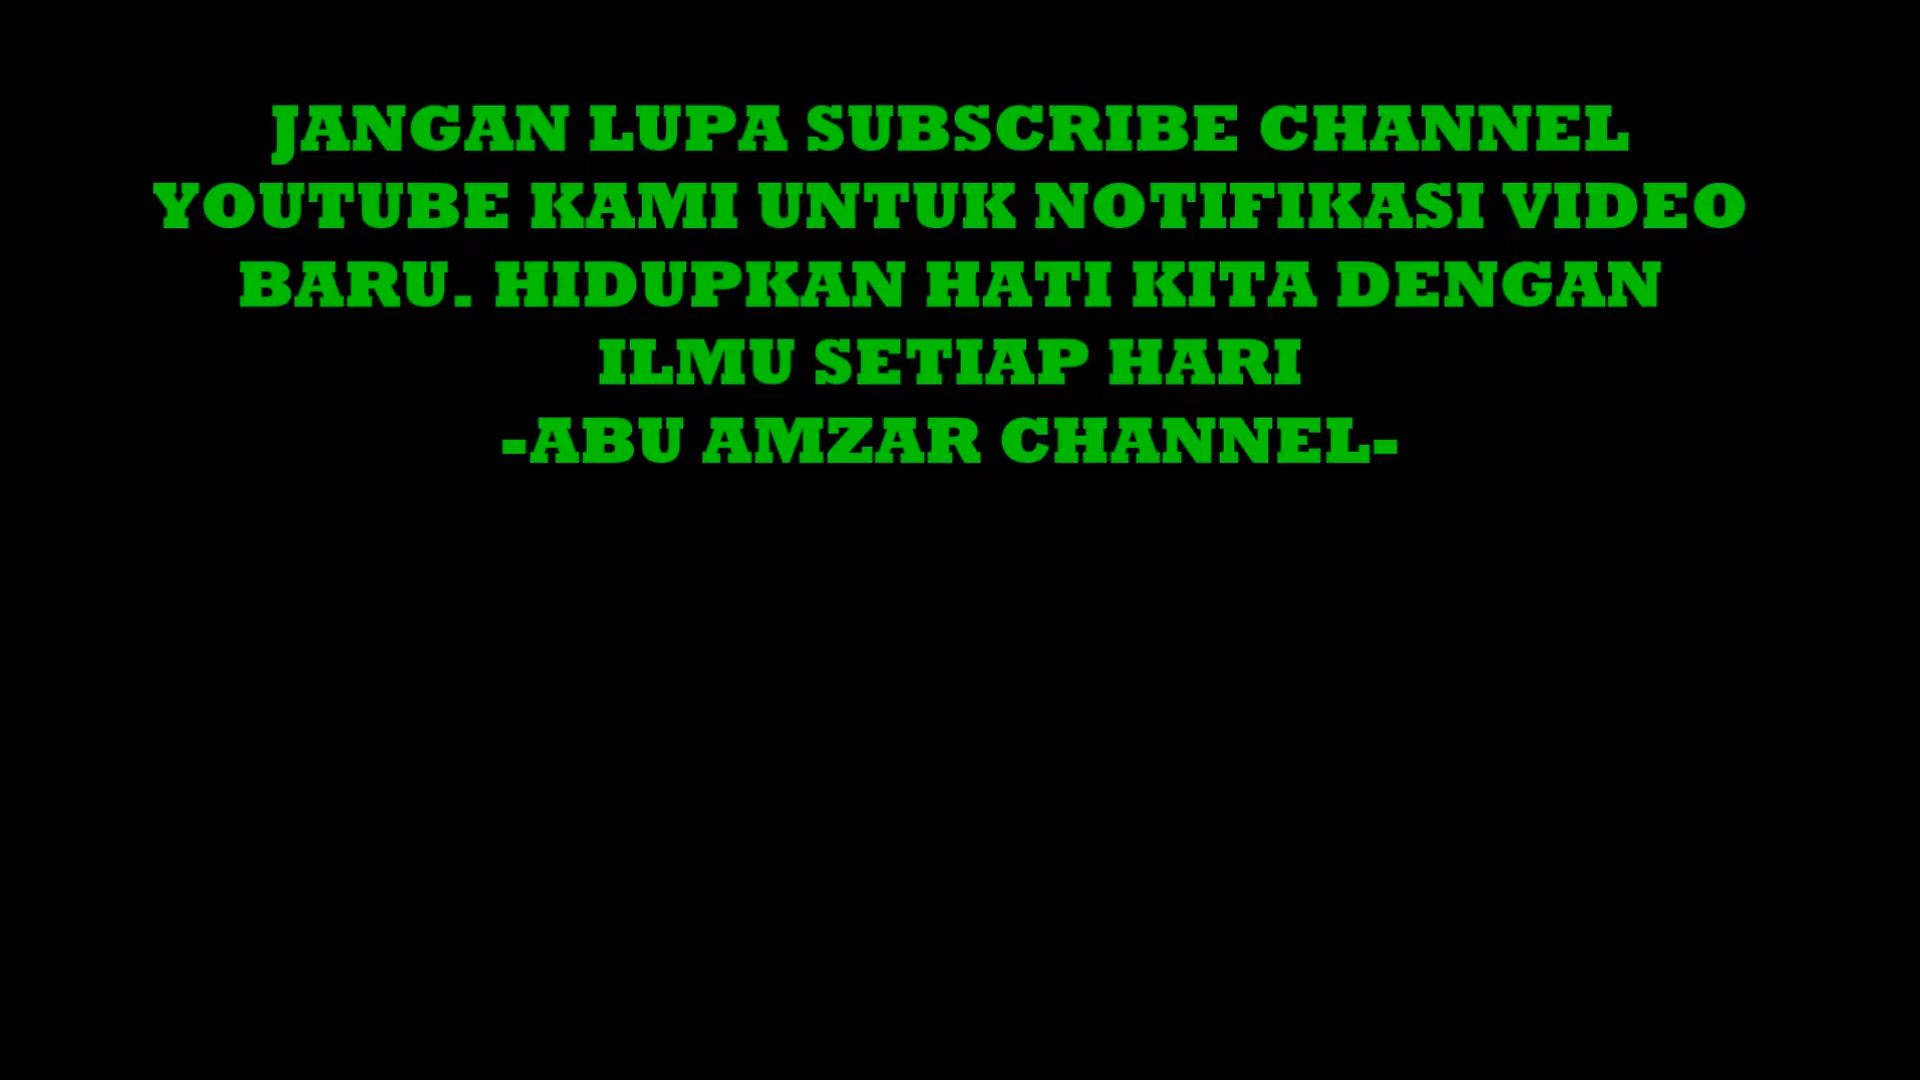 JANGAN LUPA SUBSCRIBE CHANNEL
YOUTUBE KAMI UNTUK NOTIFIKASI VIDEO
BARU. HIDUPKAN HATI KITA DENGAN
ILMU SETIAP HARI
-ABU AMZAR CHANNEL-